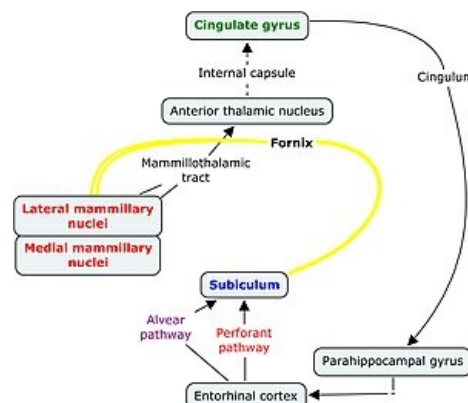 Cingulate gyrus
Internal capsule
Cingulum
Anterior thalamic nucleus
Fornix
Mammillothalamic
tract
Lateral mammillary
nuclei
Medial mammillary
nuclei
Subiculum
Alvear
pathway
Perforant
pathway
Parahippocampal gyrus
Entorhinal cortex